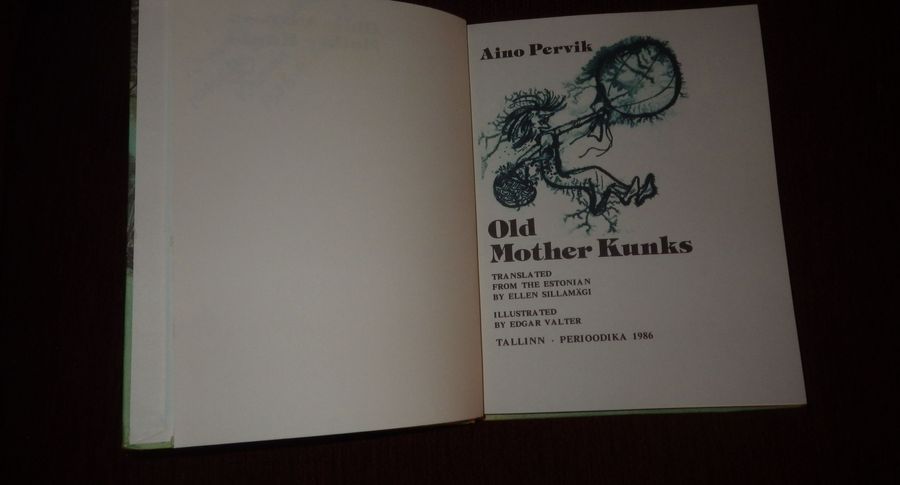 Aino Pervik
Old
Mother Kunks
TRANSLATED
FROM THE ESTONIAN
BY ELLEN SILLAMÄGI
ILLUSTRATED
BY EDGAR VALTER
TALLINN · PERIOODIKA 1986